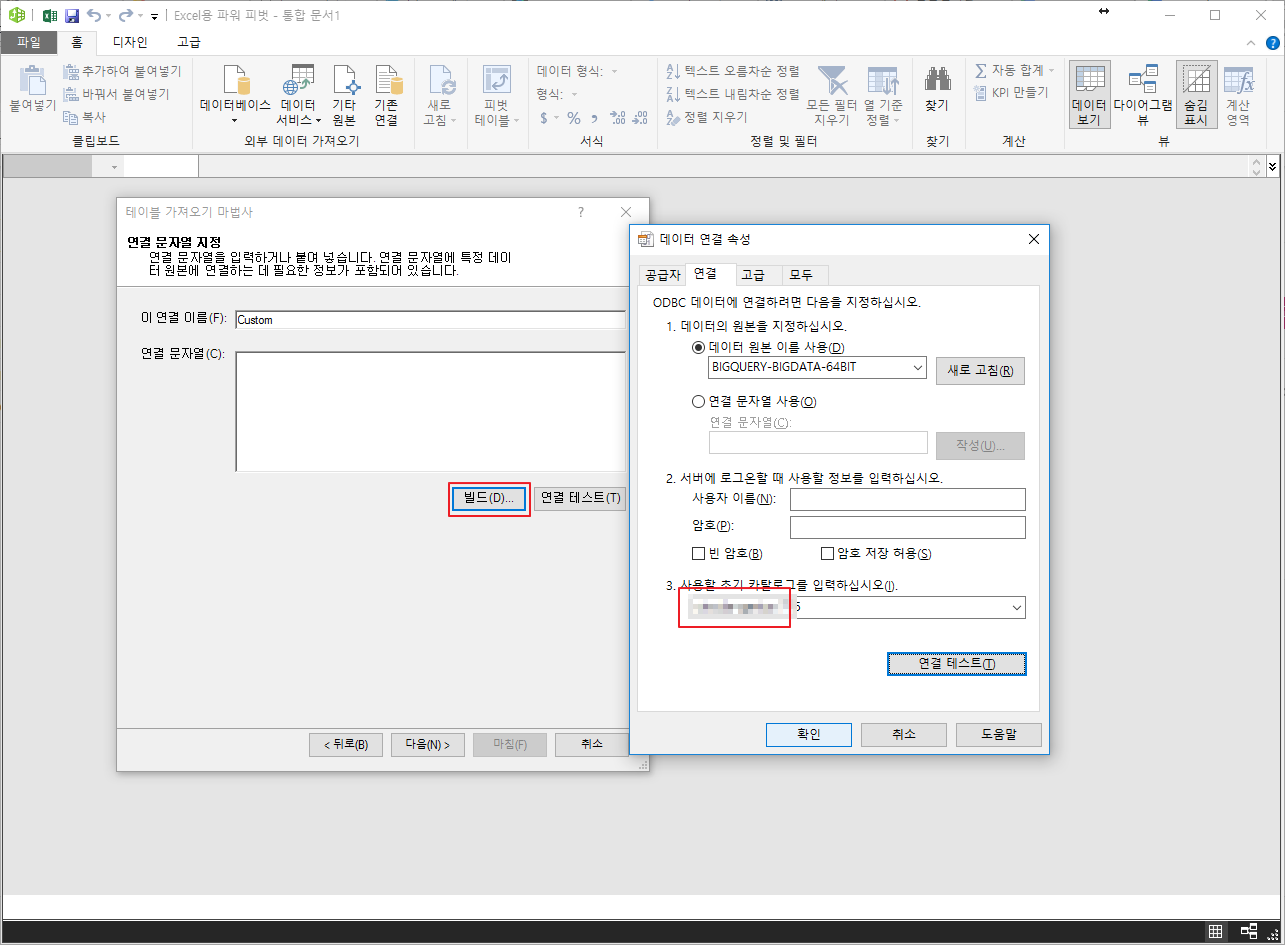 Excel용 파워 피벗 - 통합 문서1
파일
홈
디자인
고급
붙여넣기
추가하여 붙여넣기
바꿔서 붙여넣기
복사
클립보드
데이터베이스
데이터
서비스
기타
원본
기존
연결
외부 데이터 가져오기
새로
고침
피벗
테이블
데이터 형식:
형식:
$ % ,
서식
텍스트 오름차순 정렬
텍스트 내림차순 정렬
정렬 지우기
모든 필터
지우기
열 기준
정렬
정렬 및 필터
찾기
찾기
자동 합계
KPI 만들기
계산
데이터
보기
다이어그램
뷰
숨김
표시
계산
영역
뷰
테이블 가져오기 마법사
연결 문자열 지정
연결 문자열을 입력하거나 붙여 넣습니다. 연결 문자열에 특정 데이
터 원본에 연결하는 데 필요한 정보가 포함되어 있습니다.
이 연결 이름(F):
Custom
연결 문자열(C):
빌드(D)...
연결 테스트(T)
< 뒤로(B)
다음(N) >
마침(F)
취소
데이터 연결 속성
공급자
연결
고급
모두
ODBC 데이터에 연결하려면 다음을 지정하십시오.
1. 데이터의 원본을 지정하십시오.
데이터 원본 이름 사용(D)
BIGQUERY-BIGDATA-64BIT
새로 고침(R)
연결 문자열 사용(O)
연결 문자열(C):
작성(U)...
2. 서버에 로그온할 때 사용할 정보를 입력하십시오.
사용자 이름(N):
암호(P):
빈 암호(B)
암호 저장 허용(S)
3. 사용할 초기 카탈로그를 입력하십시오(I).
5
연결 테스트(T)
확인
취소
도움말